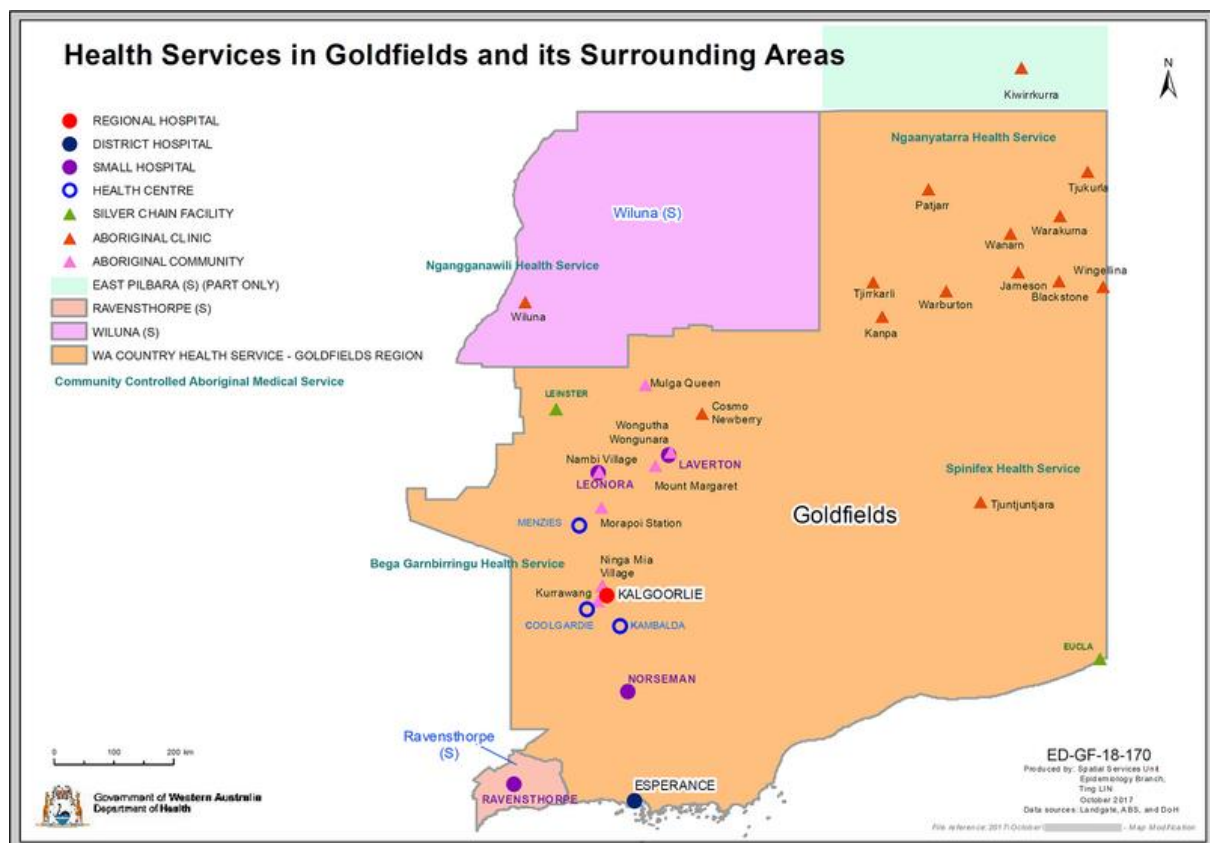 Health Services in Goldfields and its Surrounding Areas
N
REGIONAL HOSPITAL
DISTRICT HOSPITAL
SMALL HOSPITAL
HEALTH CENTRE
SILVER CHAIN FACILITY
ABORIGINAL CLINIC
ABORIGINAL COMMUNITY
EAST PILBARA (S) (PART ONLY)
RAVENSTHORPE (S)
WILUNA (S)
WA COUNTRY HEALTH SERVICE - GOLDFIELDS REGION
Community Controlled Aboriginal Medical Service
Kiwirrkurra
Ngaanyatarra Health Service
Tjukurla
Patjarr
Warakurna
Wanarn
Wingellina
Jameson
Blackstone
Tjirrkarli
Warburton
Kanpa
Wiluna (S)
Ngangganawili Health Service
Wiluna
Mulga Queen
LEINSTER
Cosmo
Newberry
Wongutha
Wongunara
LAVERTON
Nambi Village
LEONORA
Mount Margaret
Spinifex Health Service
Tjuntjuntjara
Goldfields
MENZIES
Morapoi Station
Bega Garnbirringu Health Service
Ninga Mia
Village
Kurrawang
KALGOORLIE
COOLGARDIE
KAMBALDA
EUCLA
NORSEMAN
Ravensthorpe
(S)
RAVENSTHORPE
ESPERANCE
0 100 200 km
Government of Western Australia
Department of Health
ED-GF-18-170
Produced by: Spatial Services Unit
Epidemiology Branch,
Ting LIN
October 2017
Data sources: Landgate, ABS, and DoH
File reference:2017\October\ - Map Modification